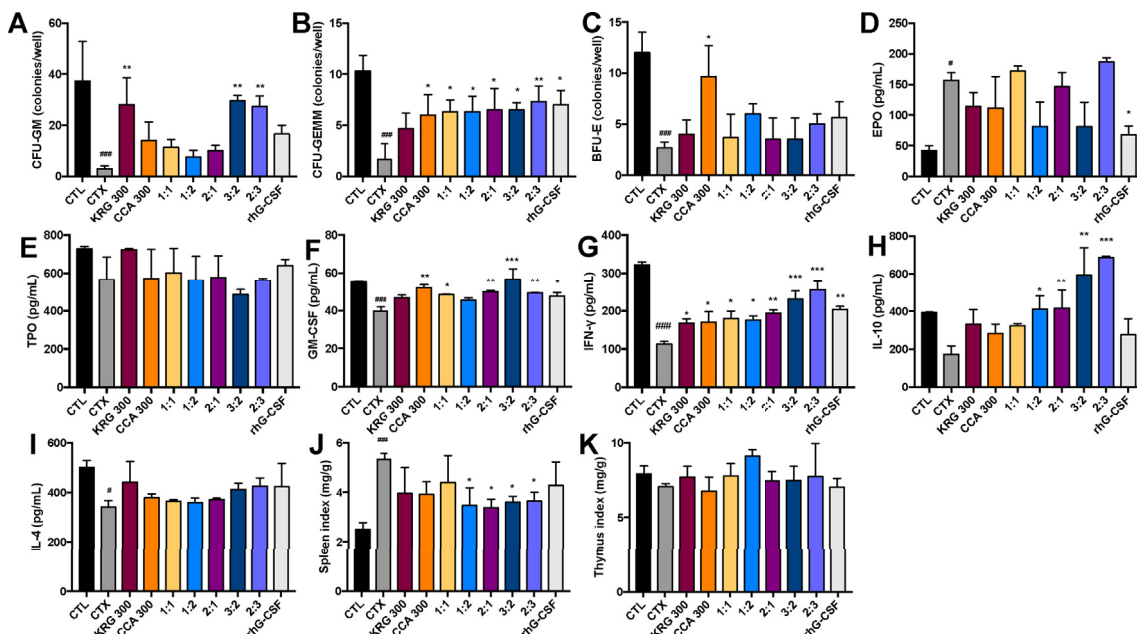 A
CFU-GM (colonies/well)
60
40
20
0
**
###
**
**
CTL
CTX
KRG 300
CCA 300
1:1
1:2
2:1
3:2
2:3
rhG-CSF
B
CFU-GEMM (colonies/well)
15
10
5
0
###
*
*
*
*
*
**
*
CTL
CTX
KRG 300
CCA 300
1:1
1:2
2:1
3:2
2:3
rhG-CSF
C
BFU-E (colonies/well)
15
10
5
0
###
*
CTL
CTX
KRG 300
CCA 300
1:1
1:2
2:1
3:2
2:3
rhG-CSF
D
EPO (pg/mL)
250
200
150
100
50
0
#
*
CTL
CTX
KRG 300
CCA 300
1:1
1:2
2:1
3:2
2:3
rhG-CSF
E
TPO (pg/mL)
800
600
400
200
0
CTL
CTX
KRG 300
CCA 300
1:1
1:2
2:1
3:2
2:3
rhG-CSF
F
GM-CSF (pg/mL)
80
60
40
20
0
###
**
*
***
CTL
CTX
KRG 300
CCA 300
1:1
1:2
2:1
3:2
2:3
rhG-CSF
G
IFN-γ (pg/mL)
400
300
200
100
0
###
*
*
*
*
**
***
***
**
CTL
CTX
KRG 300
CCA 300
1:1
1:2
3:2
2:3
rhG-CSF
H
IL-10 (pg/mL)
800
600
400
200
0
*
**
***
CTL
CTX
KRG 300
CCA 300
1:1
1:2
2:1
3:2
2:3
rhG-CSF
I
IL-4 (pg/mL)
600
400
200
0
#
CTL
CTX
KRG 300
CCA 300
1:1
1:2
2:1
3:2
2:3
rhG-CSF
J
Spleen index (mg/g)
6
4
2
0
###
*
*
*
*
CTL
CTX
KRG 300
CCA 300
1:1
1:2
2:1
3:2
2:3
rhG-CSF
K
Thymus index (mg/g)
10
5
0
CTL
CTX
KRG 300
CCA 300
1:1
1:2
2:1
3:2
2:3
rhG-CSF